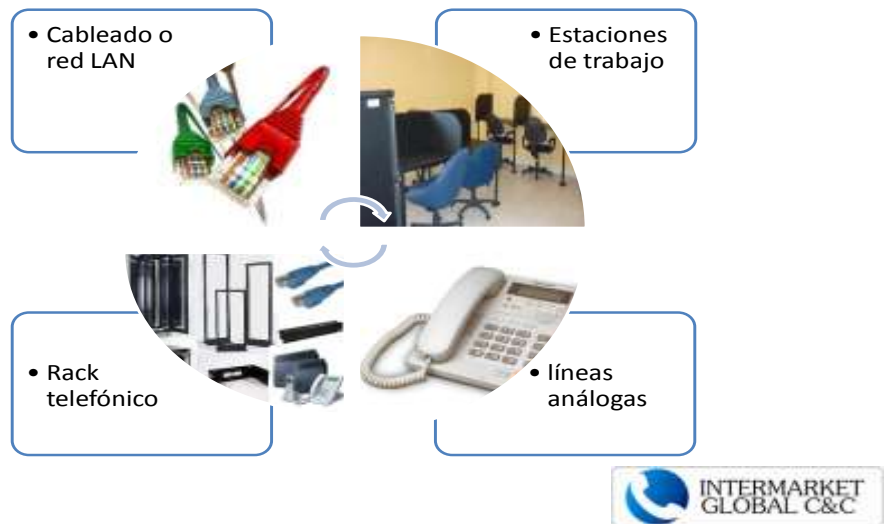 • Cableado o
red LAN
• Estaciones
de trabajo
• Rack
telefónico
• líneas
análogas
INTERMARKET
GLOBAL C&C